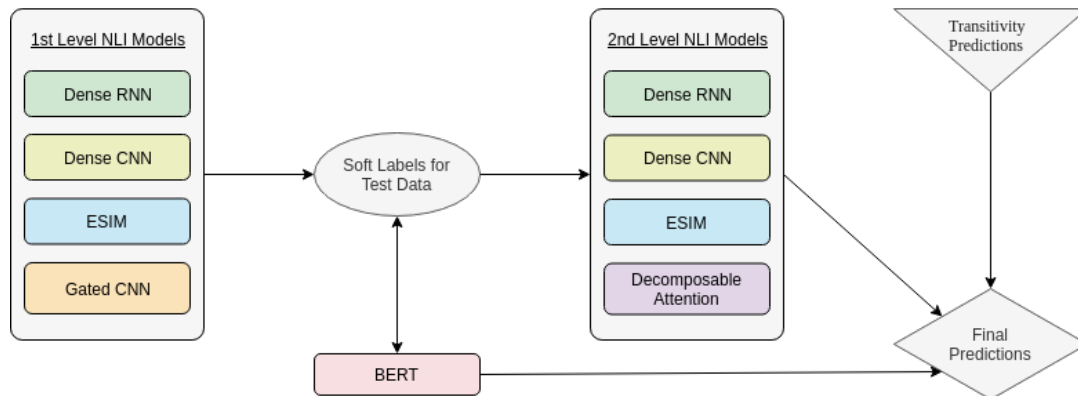 1st Level NLI Models
Dense RNN
Dense CNN
ESIM
Gated CNN
Soft Labels for
Test Data
BERT
2nd Level NLI Models
Dense RNN
Dense CNN
ESIM
Decomposable
Attention
Transitivity
Predictions
Final
Predictions